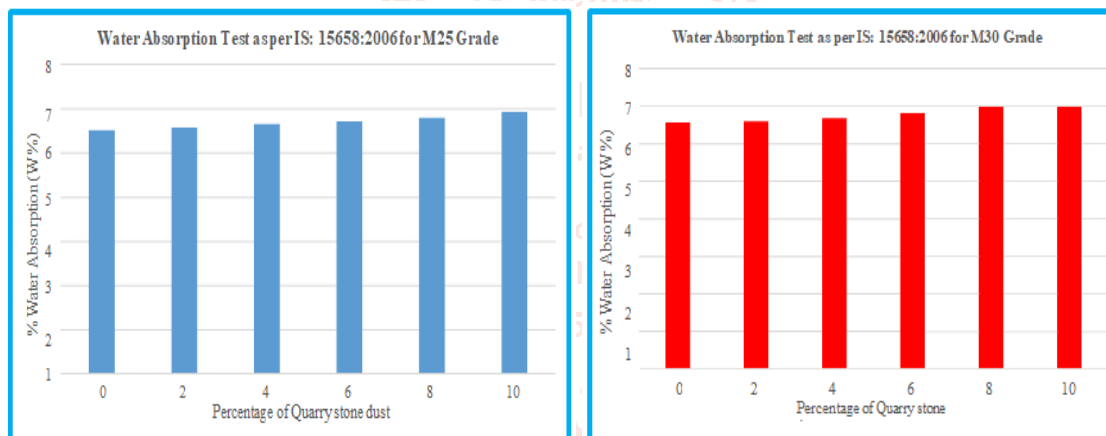 Water Absorption Test as per IS: 15658:2006 for M25 Grade
8
7
6
5
4
3
2
1
% Water Absorption (W%)
0 2 4 6 8 10
Percentage of Quarry stone dust
Water Absorption Test as per IS: 15658:2006 for M30 Grade
8
7
6
5
4
3
2
1
% Water Absorption (W%)
0 2 4 6 8 10
Percentage of Quarry stone